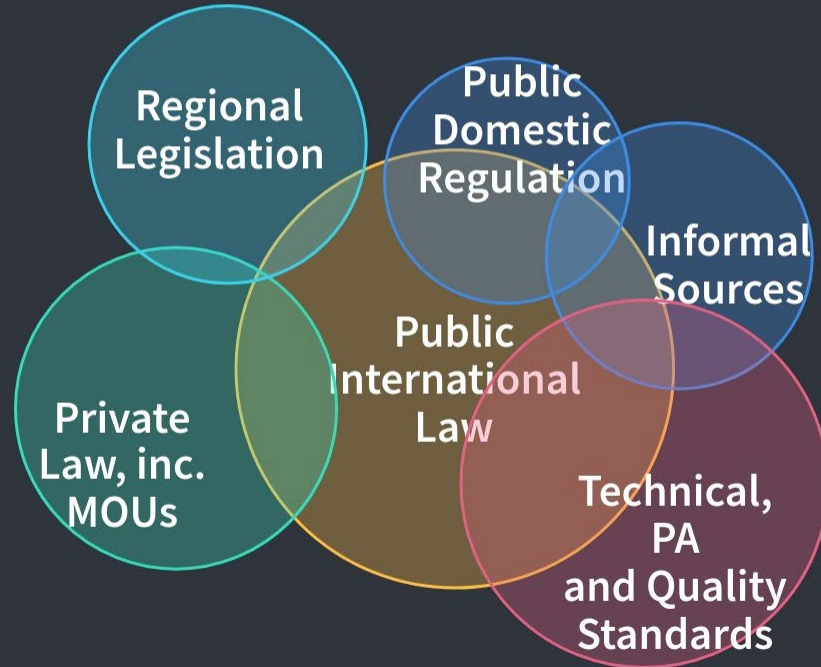 Regional
Legislation
Public
Domestic
Regulation
Informal
Sources
Public
International
Law
Private
Law, inc.
MOUs
Technical,
PA
and Quality
Standards